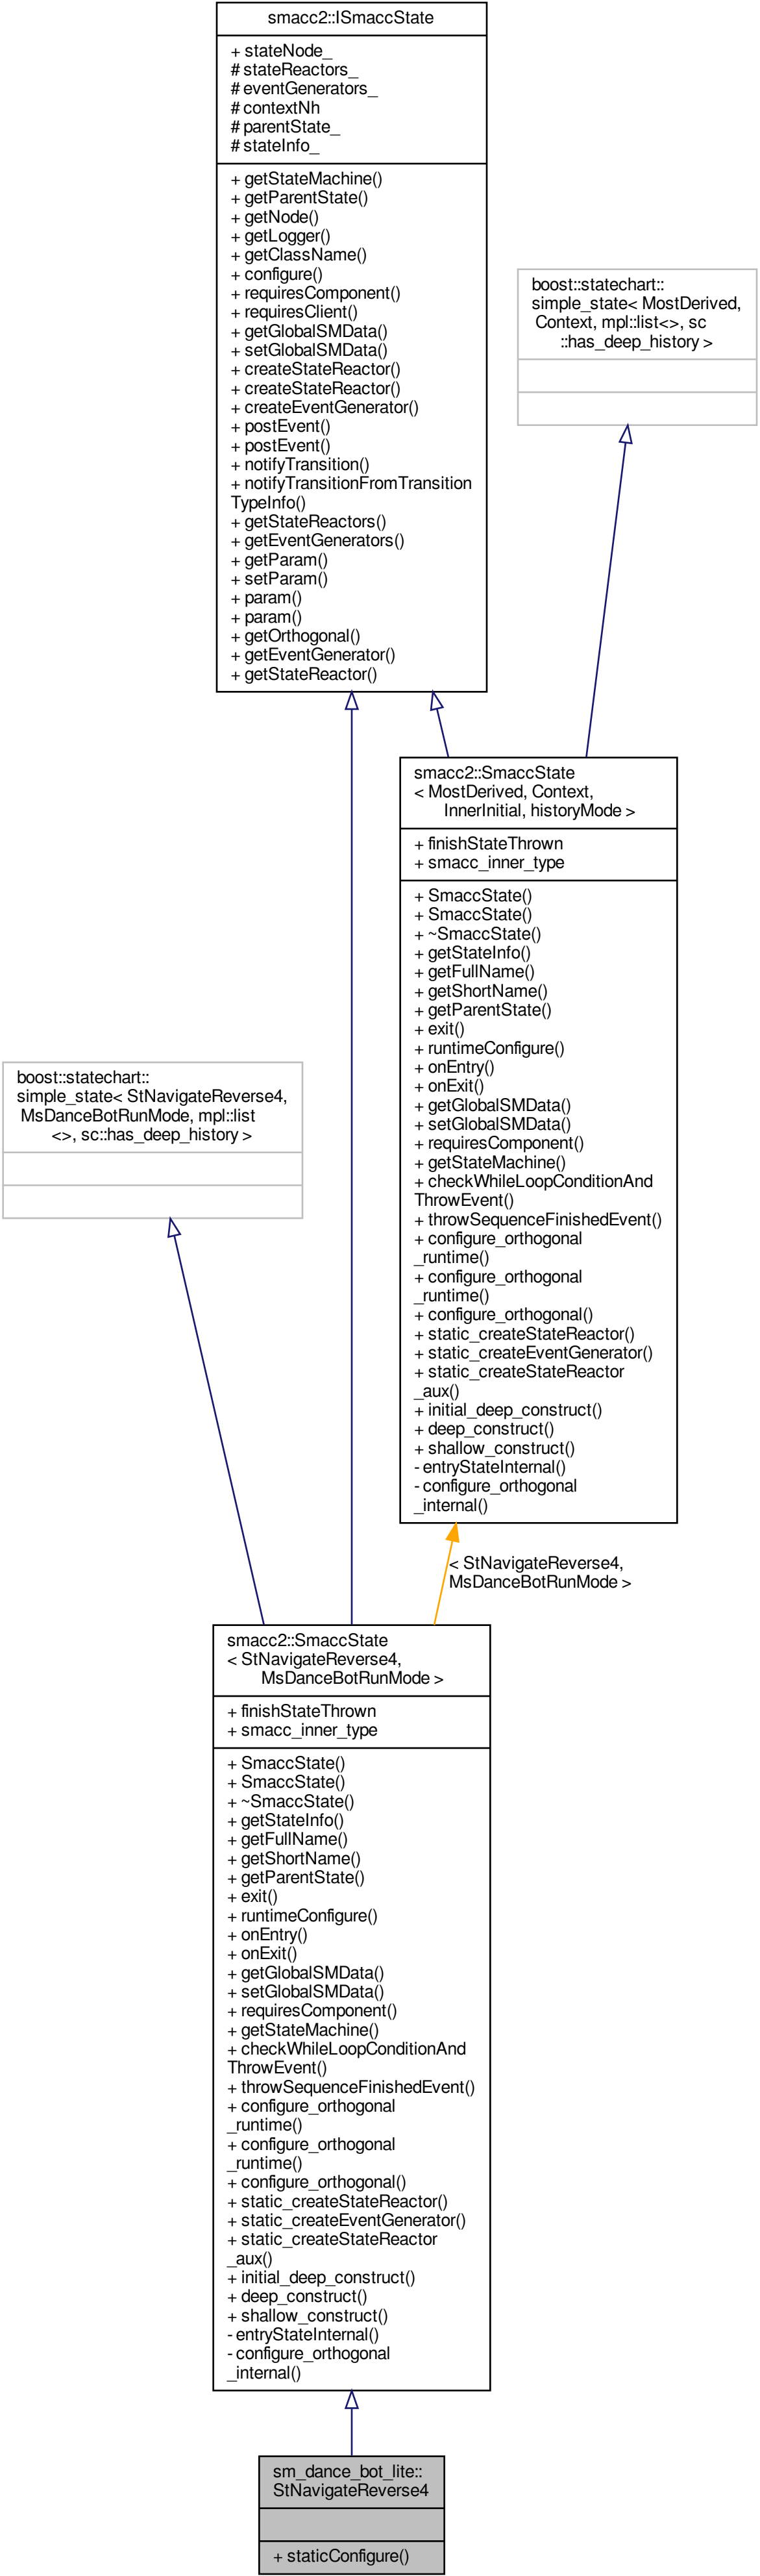 smacc2::ISmaccState
+ stateNode_
# stateReactors_
# eventGenerators_
# contextNh
# parentState_
# stateInfo_
+ getStateMachine()
+ getParentState()
+ getNode()
+ getLogger()
+ getClassName()
+ configure()
+ requiresComponent()
+ requiresClient()
+ getGlobalSMData()
+ setGlobalSMData()
+ createStateReactor()
+ createStateReactor()
+ createEventGenerator()
+ postEvent()
+ postEvent()
+ notifyTransition()
+ notifyTransitionFromTransition
TypeInfo()
+ getStateReactors()
+ getEventGenerators()
+ getParam()
+ setParam()
+ param()
+ param()
+ getOrthogonal()
+ getEventGenerator()
+ getStateReactor()
boost::statechart::
simple_state< MostDerived,
Context, mpl::list<>, sc
::has_deep_history >
smacc2::SmaccState
< MostDerived, Context,
InnerInitial, historyMode >
+ finishStateThrown
+ smacc_inner_type
+ SmaccState()
+ SmaccState()
+ ~SmaccState()
+ getStateInfo()
+ getFullName()
+ getShortName()
+ getParentState()
+ exit()
+ runtimeConfigure()
+ onEntry()
+ onExit()
+ getGlobalSMData()
+ setGlobalSMData()
+ requiresComponent()
+ getStateMachine()
+ checkWhileLoopConditionAnd
ThrowEvent()
+ throwSequenceFinishedEvent()
+ configure_orthogonal
_runtime()
+ configure_orthogonal
_runtime()
+ configure_orthogonal()
+ static_createStateReactor()
+ static_createEventGenerator()
+ static_createStateReactor
_aux()
+ initial_deep_construct()
+ deep_construct()
+ shallow_construct()
- entryStateInternal()
- configure_orthogonal
_internal()
boost::statechart::
simple_state< StNavigateReverse4,
MsDanceBotRunMode, mpl::list
<>, sc::has_deep_history >
< StNavigateReverse4,
MsDanceBotRunMode >
smacc2::SmaccState
< StNavigateReverse4,
MsDanceBotRunMode >
+ finishStateThrown
+ smacc_inner_type
+ SmaccState()
+ SmaccState()
+ ~SmaccState()
+ getStateInfo()
+ getFullName()
+ getShortName()
+ getParentState()
+ exit()
+ runtimeConfigure()
+ onEntry()
+ onExit()
+ getGlobalSMData()
+ setGlobalSMData()
+ requiresComponent()
+ getStateMachine()
+ checkWhileLoopConditionAnd
ThrowEvent()
+ throwSequenceFinishedEvent()
+ configure_orthogonal
_runtime()
+ configure_orthogonal
_runtime()
+ configure_orthogonal()
+ static_createStateReactor()
+ static_createEventGenerator()
+ static_createStateReactor
_aux()
+ initial_deep_construct()
+ deep_construct()
+ shallow_construct()
- entryStateInternal()
- configure_orthogonal
_internal()
sm_dance_bot_lite::
StNavigateReverse4
+ staticConfigure()